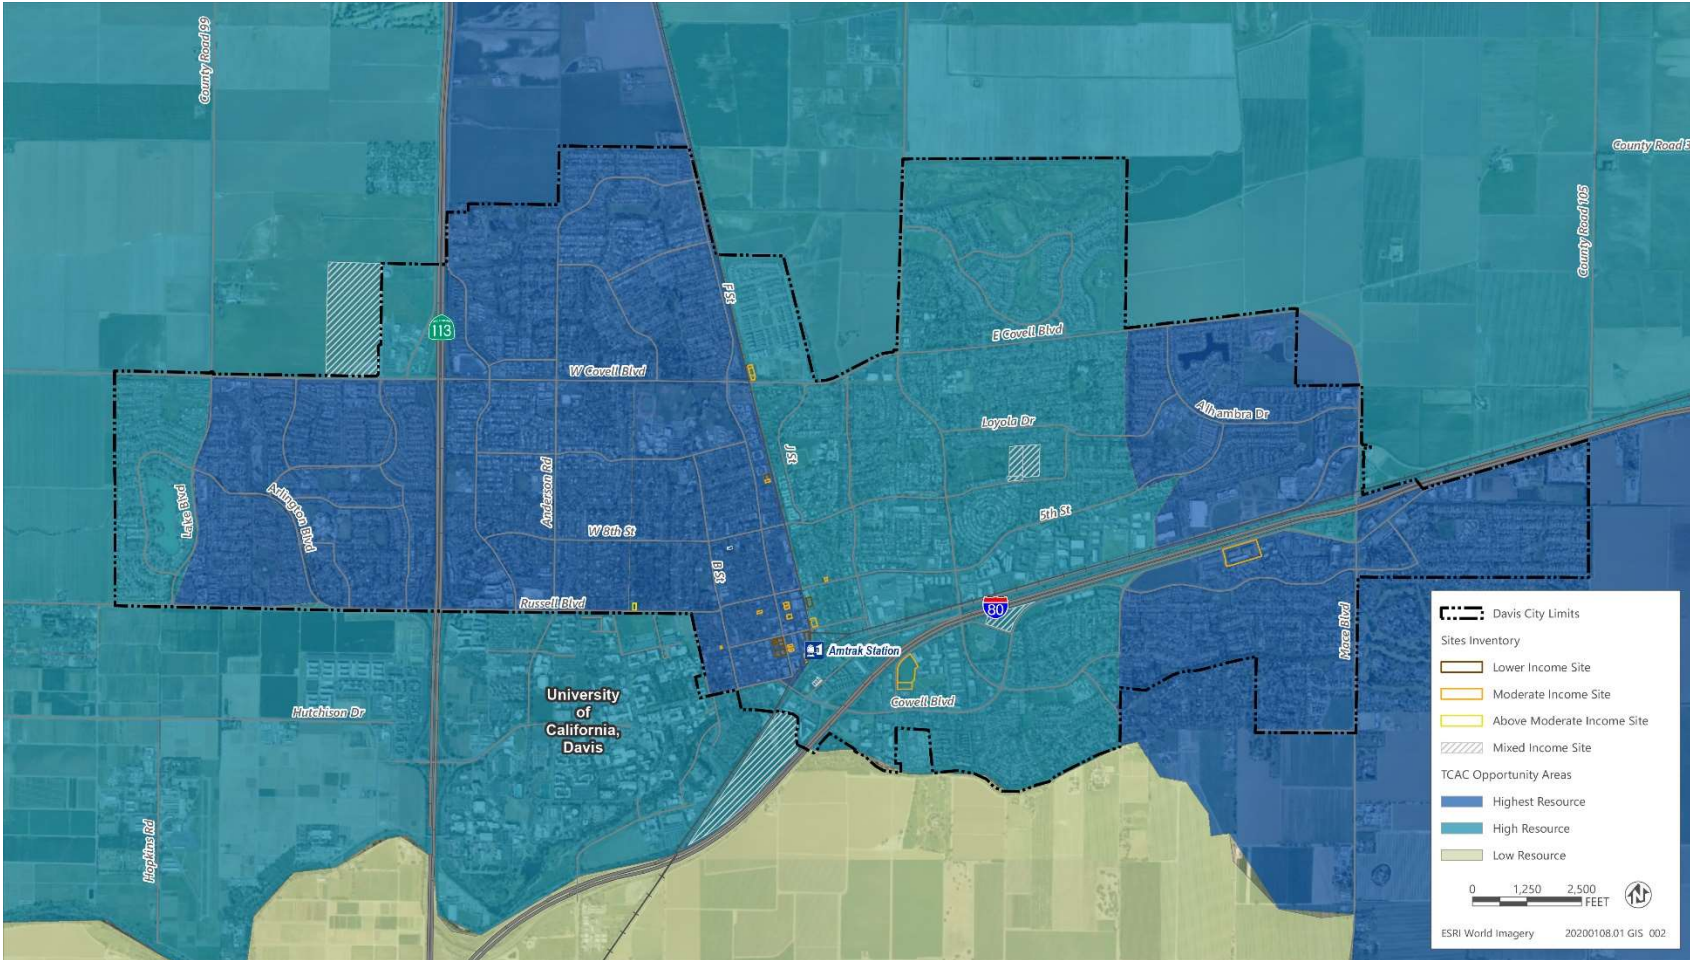 County Road 99
County Road 3
County Road 105
113
F St
E Covell Blvd
W Covell Blvd
Alhambra Dr
Loyola Dr
J St
Anderson Rd
Lake Blvd
Arlington Blvd
5th St
W 8th St
B St
Russell Blvd
80
Mace Blvd
Amtrak Station
Cowell Blvd
University
of
California,
Davis
Hutchison Dr
Hopkins Rd
Davis City Limits
Sites Inventory
Lower Income Site
Moderate Income Site
Above Moderate Income Site
Mixed Income Site
TCAC Opportunity Areas
Highest Resource
High Resource
Low Resource
0 1,250 2,500
FEET
N
ESRI World Imagery 20200108.01 GIS 002